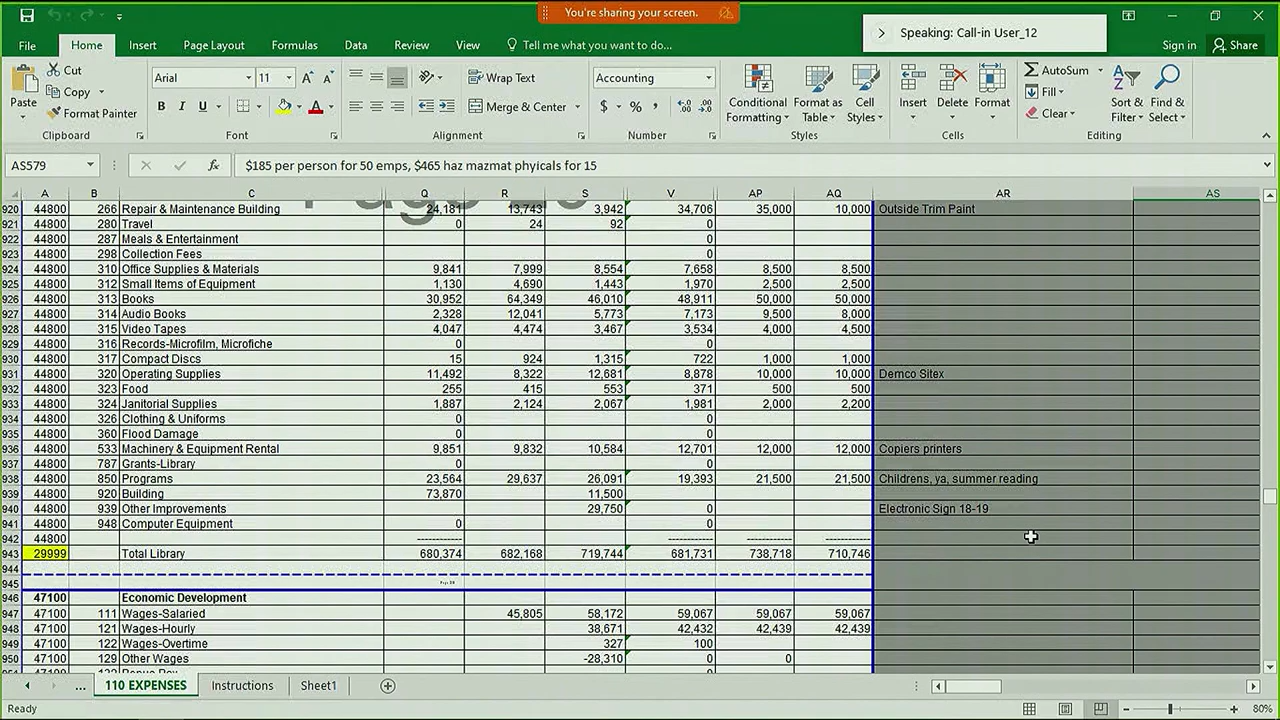 You're sharing your screen.
Speaking: Call-in User_12
File Home Insert Page Layout Formulas Data Review View Tell me what you want to do... Sign in Share
Paste Cut Copy Format Painter
Arial 11
Wrap Text
Merge & Center
Accounting
Conditional Formatting Format as Table Cell Styles
Insert Delete Format
AutoSum Fill Clear
Sort & Filter Find & Select
Clipboard Font Alignment Number Styles Cells Editing
AS579 fx $185 per person for 50 emps, $465 haz mazmat phyicals for 15
A B C Q R S V AP AQ AR AS
920 44800 266 Repair & Maintenance Building 24,181 13,743 3,942 34,706 35,000 10,000 Outside Trim Paint
921 44800 280 Travel 0 24 92 0
922 44800 287 Meals & Entertainment 0
923 44800 298 Collection Fees 0
924 44800 310 Office Supplies & Materials 9,841 7,999 8,554 7,658 8,500 8,500
925 44800 312 Small Items of Equipment 1,130 4,690 1,443 1,970 2,500 2,500
926 44800 313 Books 30,952 64,349 46,010 48,911 50,000 50,000
927 44800 314 Audio Books 2,328 12,041 5,773 7,173 9,500 8,000
928 44800 315 Video Tapes 4,047 4,474 3,467 3,534 4,000 4,500
929 44800 316 Records-Microfilm, Microfiche 0 0
930 44800 317 Compact Discs 15 924 1,315 722 1,000 1,000
931 44800 320 Operating Supplies 11,492 8,322 12,681 8,878 10,000 10,000 Demco Sitex
932 44800 323 Food 255 415 553 371 500 500
933 44800 324 Janitorial Supplies 1,887 2,124 2,067 1,981 2,000 2,200
934 44800 326 Clothing & Uniforms 0 0
935 44800 360 Flood Damage 0 0
936 44800 533 Machinery & Equipment Rental 9,851 9,832 10,584 12,701 12,000 12,000 Copiers printers
937 44800 787 Grants-Library 0 0
938 44800 850 Programs 23,564 29,637 26,091 19,393 21,500 21,500 Childrens, ya, summer reading
939 44800 920 Building 73,870 11,500
940 44800 939 Other Improvements 29,750 0 Electronic Sign 18-19
941 44800 948 Computer Equipment 0 0
942 44800 ----------- ----------- ----------- -----------
943 29999 Total Library 680,374 682,168 719,744 681,731 738,718 710,746
944
945
946 47100 Economic Development
947 47100 111 Wages-Salaried 45,805 58,172 59,067 59,067 59,067
948 47100 121 Wages-Hourly 38,671 42,432 42,439 42,439
949 47100 122 Wages-Overtime 327 100
950 47100 129 Other Wages -28,310 0 0
... 110 EXPENSES Instructions Sheet1
Ready 80%